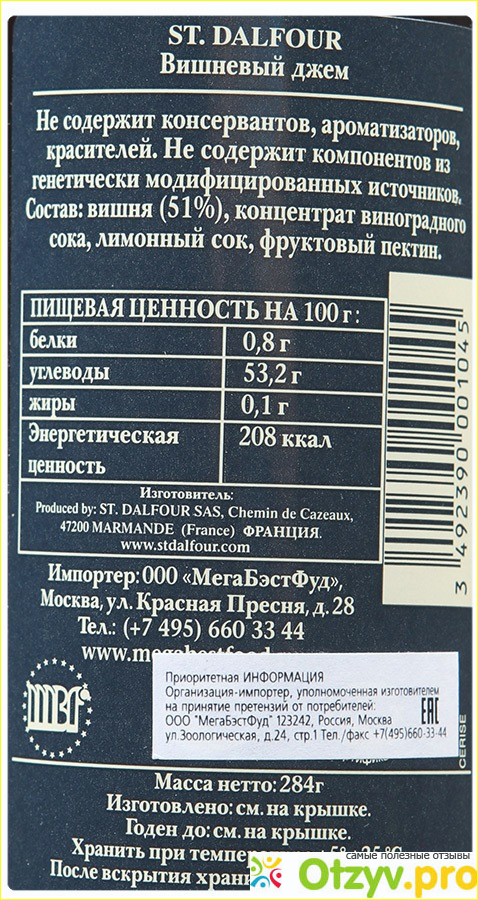 ST. DALFOUR
Вишневый джем
Не содержит консервантов, ароматизаторов,
красителей. Не содержит компонентов из
генетически модифицированных источников.
Состав: вишня (51%), концентрат виноградного
сока, лимонный сок, фруктовый пектин.
ПИЩЕВАЯ ЦЕННОСТЬ НА 100 г :
белки 0,8 г
углеводы 53,2 г
жиры 0,1 г
Энергетическая 208 ккал
ценность
Изготовитель:
Produced by: ST. DALFOUR SAS, Chemin de Cazeaux,
47200 MARMANDE (France) ФРАНЦИЯ.
www.stdalfour.com
3 492390 001045
Импортер: ООО «МегаБэстФуд»,
Москва, ул. Красная Пресня, д. 28
Тел.: (+7 495) 660 33 44
Приоритетная ИНФОРМАЦИЯ
Организация-импортер, уполномоченная изготовителем
на принятие претензий от потребителей:
ООО "МегаБэстФуд" 123242, Россия, Москва
ул.Зоологическая, д.24, стр.1 Тел./факс +7(495)660-33-44
EAC
CERISE
Масса нетто: 284г
Изготовлено: см. на крышке.
Годен до: см. на крышке.
Хранить при
После вскрытия
самые полезные отзывы
Otzyv.pro